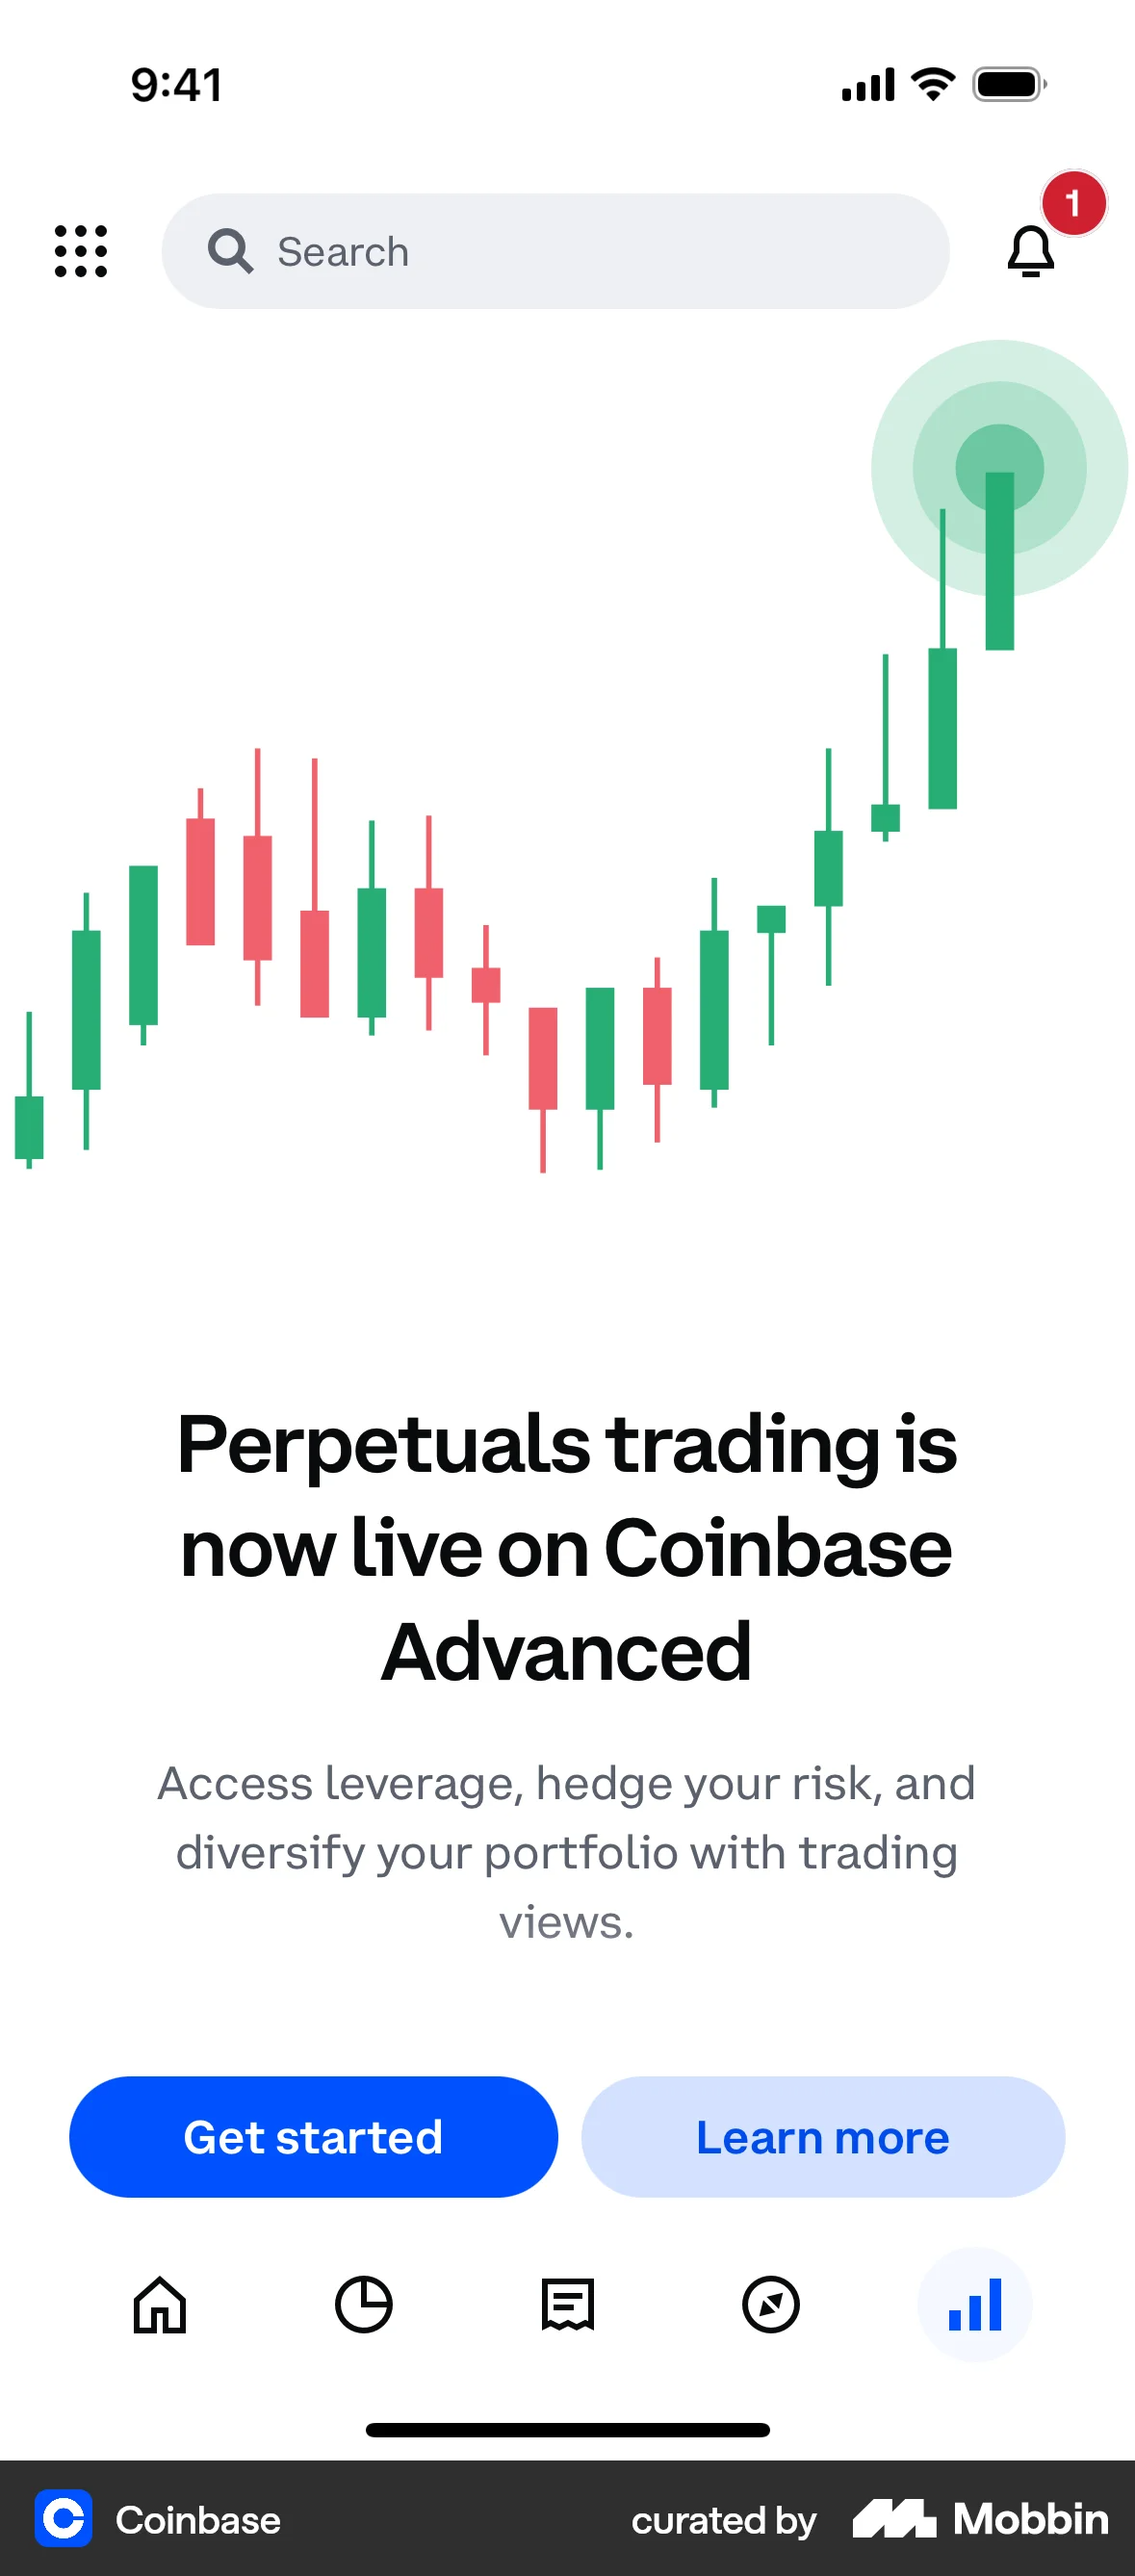 9:41
1
Search
Perpetuals trading is
now live on Coinbase
Advanced
Access leverage, hedge your risk, and
diversify your portfolio with trading
views.
Get started
Learn more
Coinbase
curated by
Mobbin